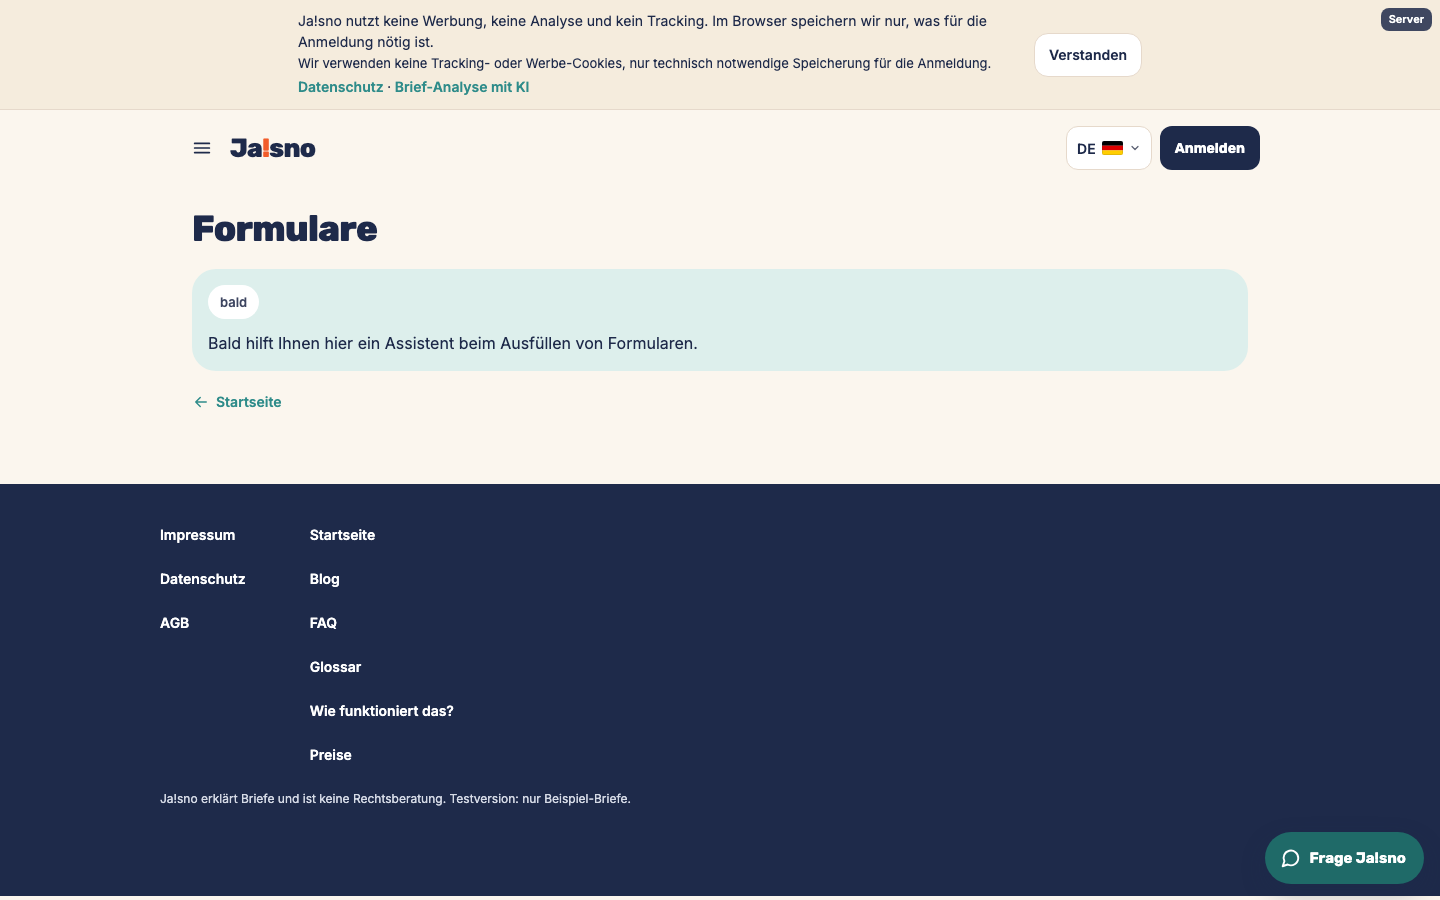 Ja!sno nutzt keine Werbung, keine Analyse und kein Tracking. Im Browser speichern wir nur, was für die
Anmeldung nötig ist.
Wir verwenden keine Tracking- oder Werbe-Cookies, nur technisch notwendige Speicherung für die Anmeldung.
Datenschutz · Brief-Analyse mit KI
Verstanden
Server
Ja!sno
DE
Anmelden
Formulare
bald
Bald hilft Ihnen hier ein Assistent beim Ausfüllen von Formularen.
← Startseite
Impressum
Datenschutz
AGB
Startseite
Blog
FAQ
Glossar
Wie funktioniert das?
Preise
Ja!sno erklärt Briefe und ist keine Rechtsberatung. Testversion: nur Beispiel-Briefe.
Frage Ja!sno